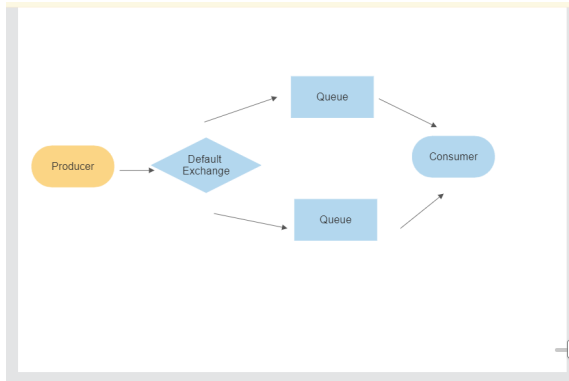 Queue
Producer
Default
Exchange
Consumer
Queue